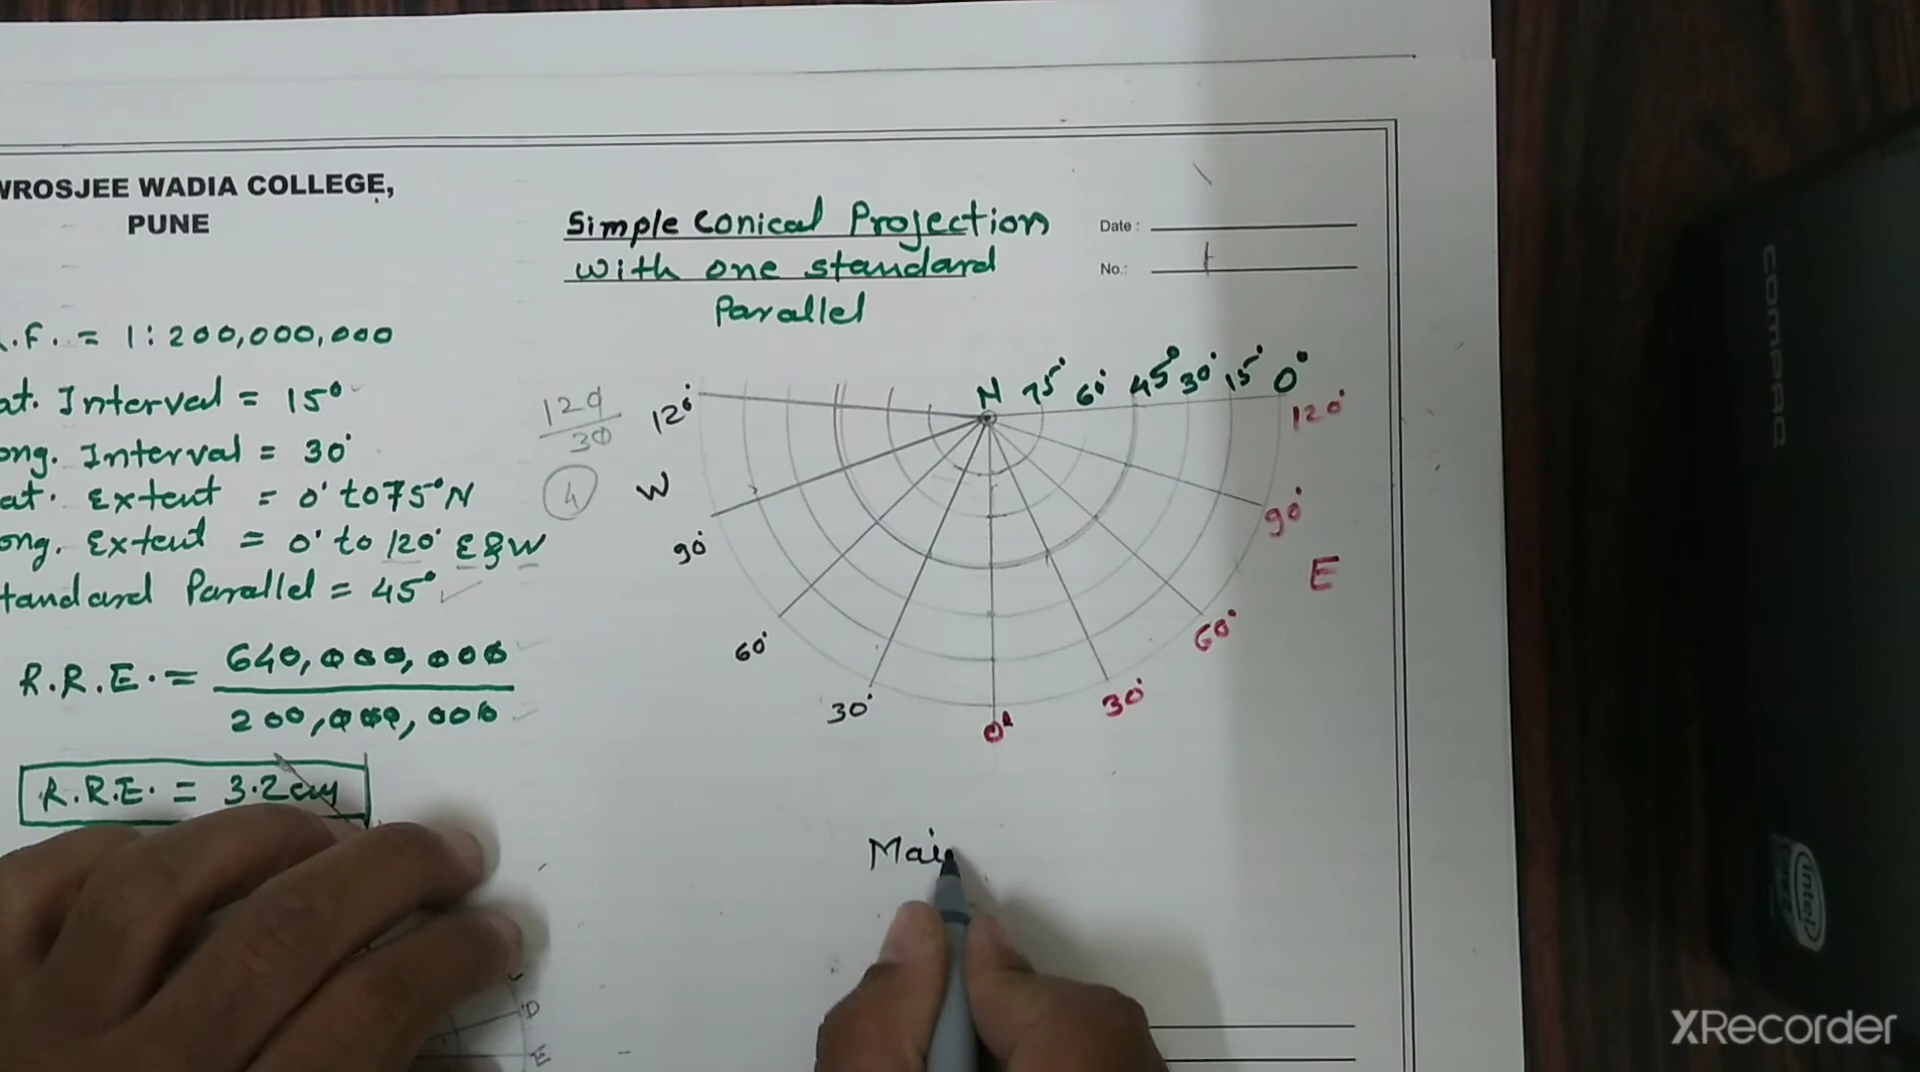 WROSJEE WADIA COLLEGE,
PUNE
Simple Conical Projection
with one standard
Parallel
Date :
No.:
.F. = 1:200,000,000
at. Interval = 15°
ong. Interval = 30°
at. Extent = 0° to 75° N
ong. Extent = 0° to 120° E&W
tandard Parallel = 45°
R.R.E. = 640,000,000
200,000,000
R.R.E. = 3.2cm
120
30
4
N 75° 60° 45° 30° 15° 0°
120° 120°
W
90° 90°
E
60° 60°
30° 0° 30°
Mai
D
E
COMPAC
intel
XRecorder